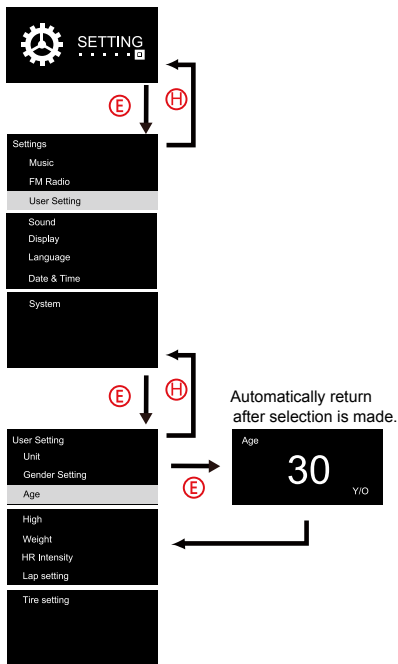 SETTING
E
H
Settings
Music
FM Radio
User Setting
Sound
Display
Language
Date & Time
System
E
H
User Setting
Unit
Gender Setting
Age
High
Weight
HR Intensity
Lap setting
Tire setting
E
Automatically return
after selection is made.
Age
30
Y/O